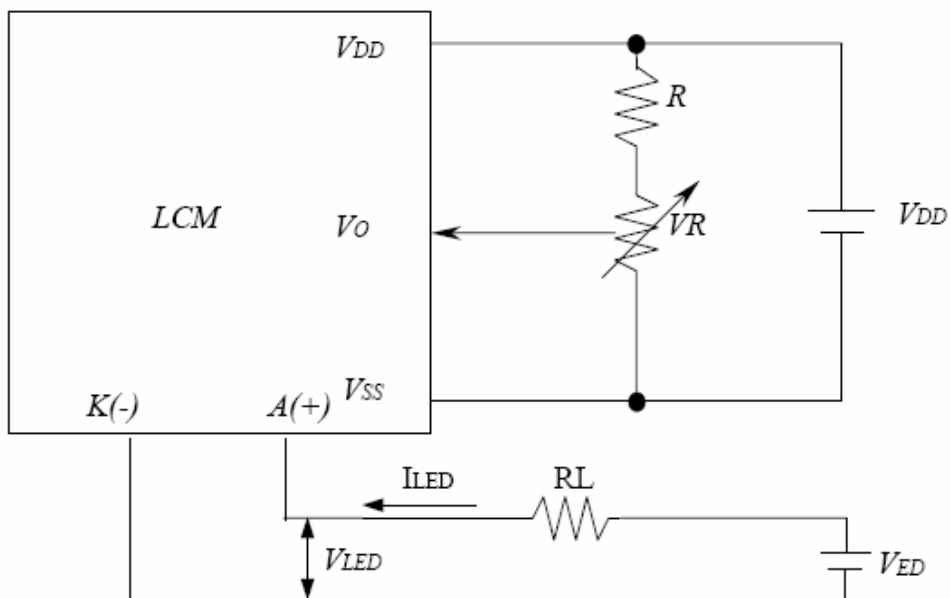 VDD
R
LCM
VO
VR
VDD
VSS
K(-)
A(+)
ILED
RL
VLED
VED